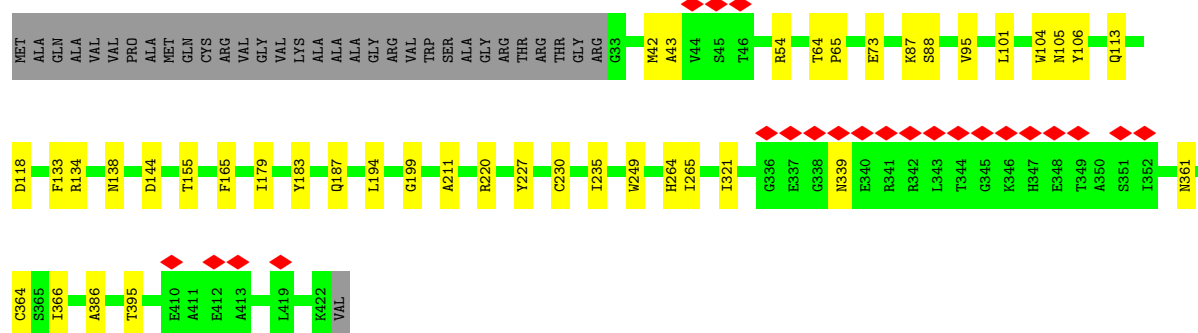 MET ALA GLN ALA VAL VAL PRO ALA MET GLN CYS ARG VAL GLY VAL LYS ALA ALA ALA GLY ARG VAL TRP SER ALA GLY ARG THR ARG THR GLY ARG G33 M42 A43 V44 S45 T46 R54 T64 P65 E73 K87 S88 V95 L101 W104 N105 Y106 Q113
D118 F133 R134 N138 D144 T155 F165 I179 Y183 Q187 L194 G199 A211 R220 Y227 C230 I235 W249 H264 I265 I321 G336 E337 G338 N339 E340 R341 R342 L343 T344 G345 K346 H347 E348 T349 A350 S351 I352 N361
C364 S365 I366 A386 T395 E410 A411 E412 A413 L419 K422 VAL